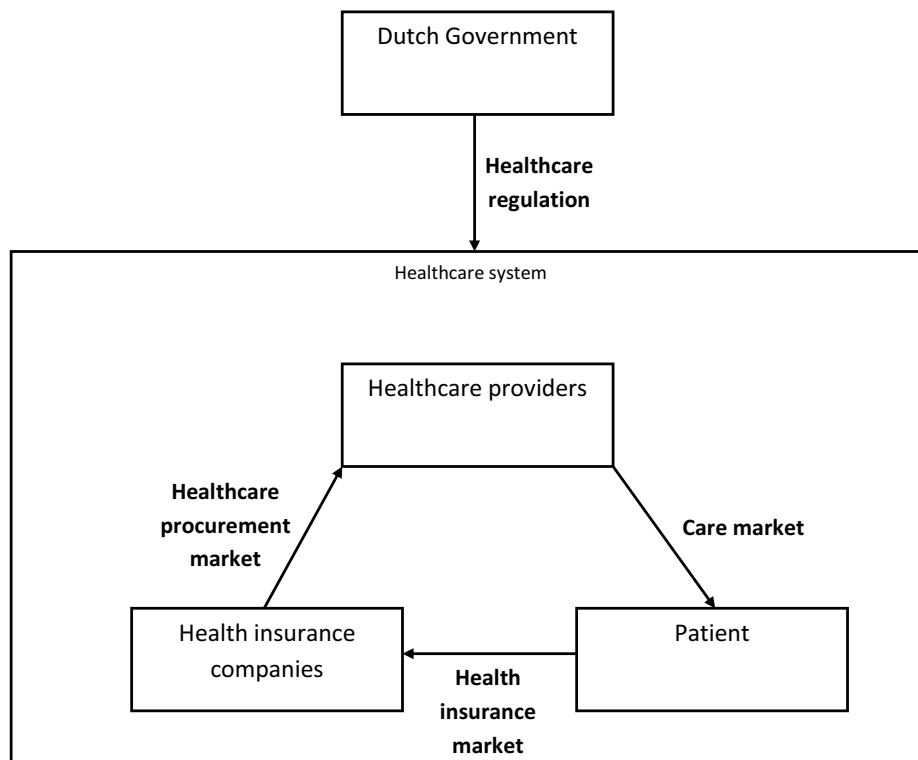 Dutch Government
Healthcare
regulation
Healthcare system
Healthcare providers
Healthcare
procurement
market
Care market
Health insurance
companies
Patient
Health
insurance
market